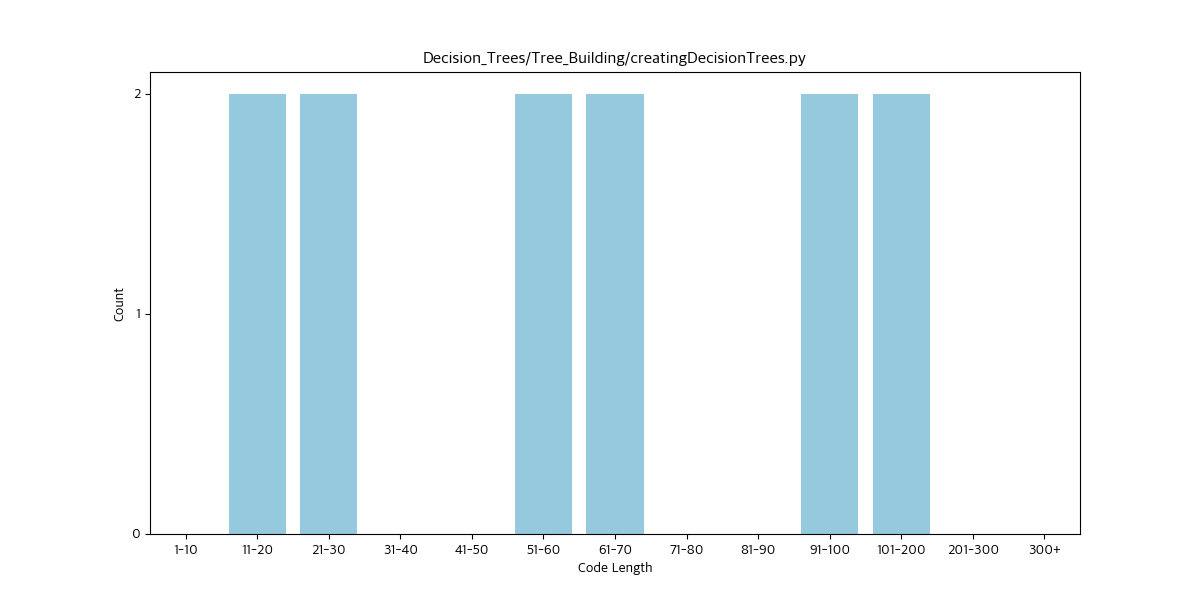 Decision_Trees/Tree_Building/creatingDecisionTrees.py
2
1
0
Count
1-10 11-20 21-30 31-40 41-50 51-60 61-70 71-80 81-90 91-100 101-200 201-300 300+
Code Length